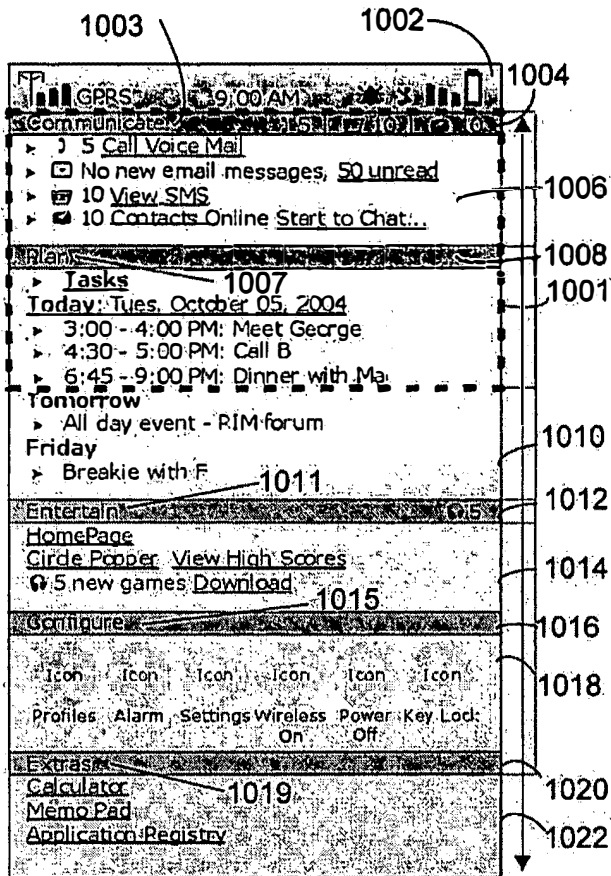 1003
1002
GPRS 9:00 AM
1004
Communicate 5 10 0
5 Call Voice Mail
No new email messages, 50 unread
10 View SMS
1006
10 Contacts Online Start to Chat...
Plan
1007
1008
Tasks
1001
Today: Tues, October 05, 2004
3:00 - 4:00 PM: Meet George
4:30 - 5:00 PM: Call B
6:45 - 9:00 PM: Dinner with Ma
Tomorrow
All day event - RIM forum
1010
Friday
Breakie with F
1011
Entertain 5
1012
HomePage
Circle Popper View High Scores
1014
5 new games Download
1015
Configure
1016
Icon Icon Icon Icon Icon Icon
1018
Profiles Alarm Settings Wireless On Power Off Key Lock
Extras
1019
1020
Calculator
Memo Pad
1022
Application Registry